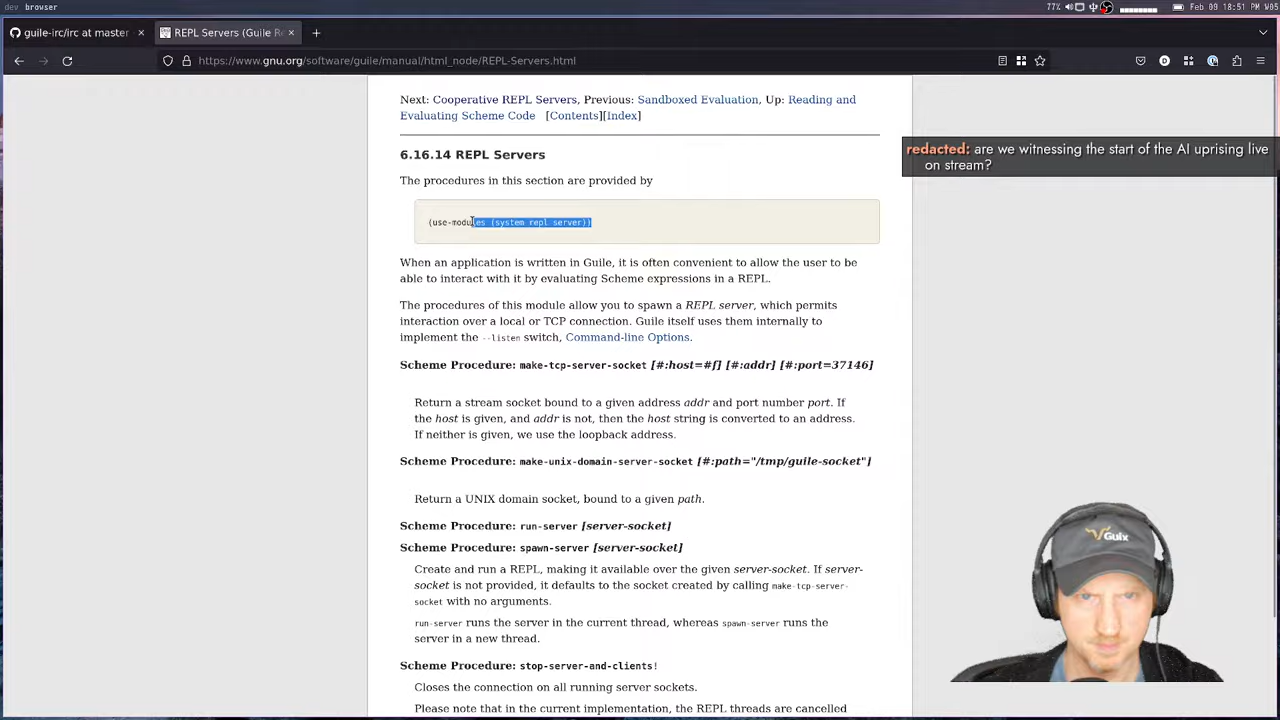 dev browser
77%
Feb 09 18:51
guile-irc/irc at master
REPL Servers (Guile Re
https://www.gnu.org/software/guile/manual/html_node/REPL-Servers.html
Next: Cooperative REPL Servers, Previous: Sandboxed Evaluation, Up: Reading and
Evaluating Scheme Code [Contents][Index]
redacted: are we witnessing the start of the AI uprising live
on stream?
6.16.14 REPL Servers
The procedures in this section are provided by
(use-modules (system repl server))
When an application is written in Guile, it is often convenient to allow the user to be
able to interact with it by evaluating Scheme expressions in a REPL.
The procedures of this module allow you to spawn a REPL server, which permits
interaction over a local or TCP connection. Guile itself uses them internally to
implement the --listen switch, Command-line Options.
Scheme Procedure: make-tcp-server-socket [#:host=#f] [#:addr] [#:port=37146]
Return a stream socket bound to a given address addr and port number port. If
the host is given, and addr is not, then the host string is converted to an address.
If neither is given, we use the loopback address.
Scheme Procedure: make-unix-domain-server-socket [#:path="/tmp/guile-socket"]
Return a UNIX domain socket, bound to a given path.
Scheme Procedure: run-server [server-socket]
Scheme Procedure: spawn-server [server-socket]
Create and run a REPL, making it available over the given server-socket. If server-
socket is not provided, it defaults to the socket created by calling make-tcp-server-
socket with no arguments.
run-server runs the server in the current thread, whereas spawn-server runs the
server in a new thread.
Scheme Procedure: stop-server-and-clients!
Closes the connection on all running server sockets.
Please note that in the current implementation, the REPL threads are cancelled
Guix